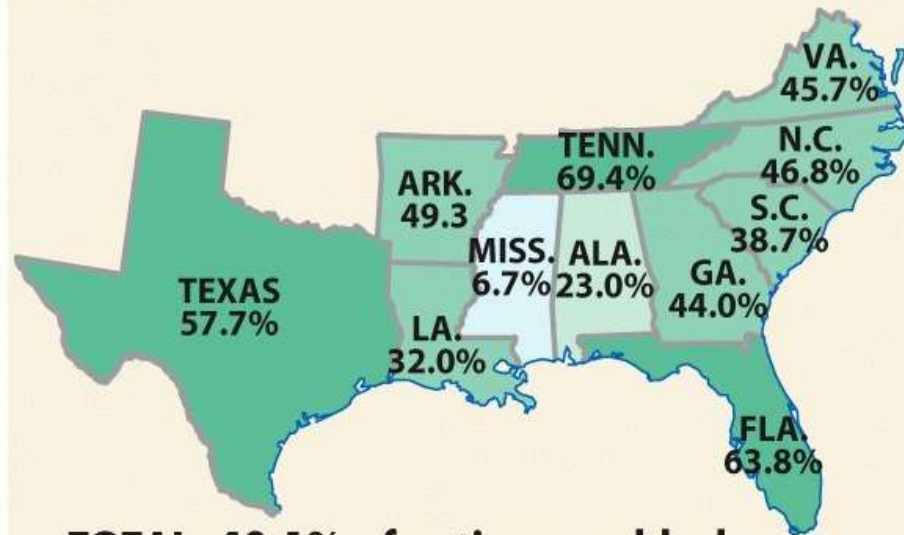 VA.
45.7%
TENN.
69.4%
N.C.
46.8%
ARK.
49.3
S.C.
38.7%
MISS.
6.7%
ALA.
23.0%
GA.
44.0%
TEXAS
57.7%
LA.
32.0%
FLA.
63.8%